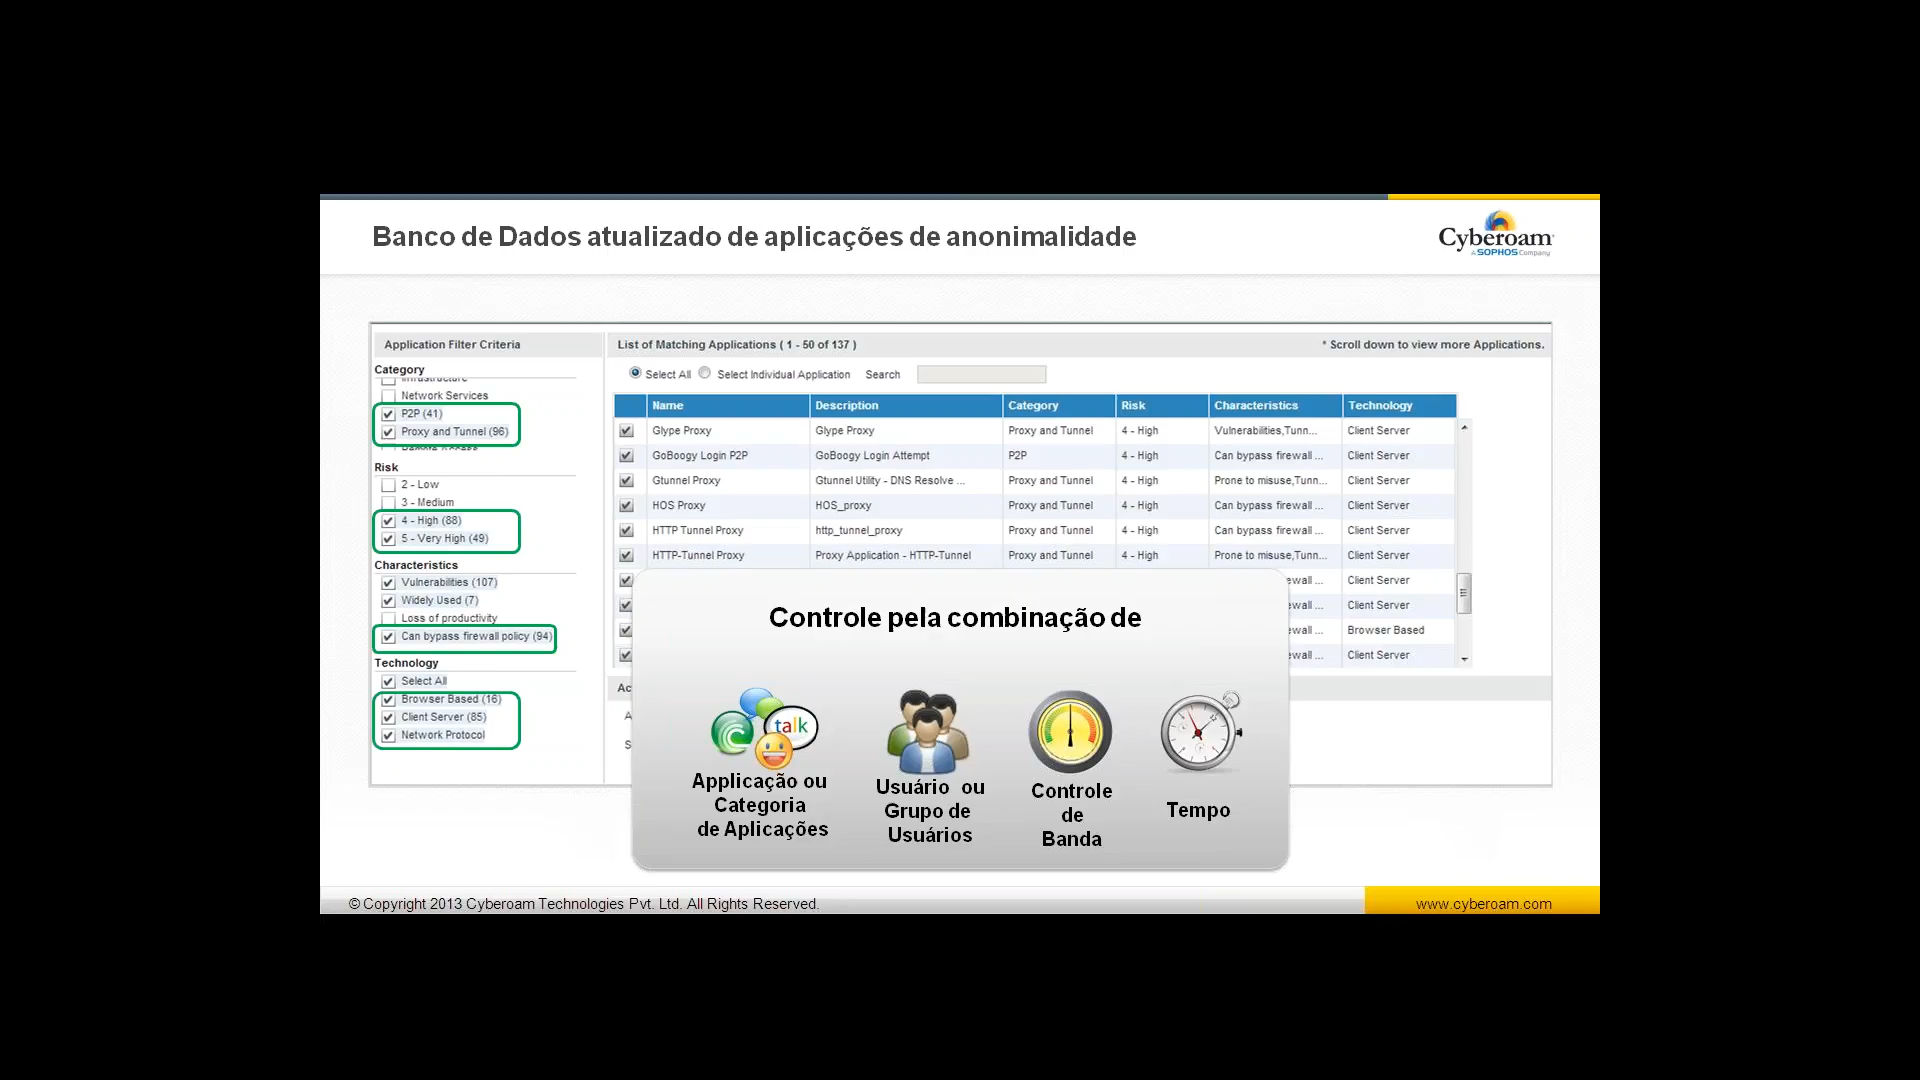 Banco de Dados atualizado de aplicações de anonimalidade
Cyberoam
A SOPHOS Company
Application Filter Criteria
Category
Infrastructure
Network Services
P2P (41)
Proxy and Tunnel (96)
Remote Access
Risk
2 - Low
3 - Medium
4 - High (88)
5 - Very High (49)
Characteristics
Vulnerabilities (107)
Widely Used (7)
Loss of productivity
Can bypass firewall policy (94)
Technology
Select All
Browser Based (16)
Client Server (85)
Network Protocol
List of Matching Applications ( 1 - 50 of 137 )
* Scroll down to view more Applications.
Select All Select Individual Application Search
Name Description Category Risk Characteristics Technology
Glype Proxy Glype Proxy Proxy and Tunnel 4 - High Vulnerabilities,Tunn... Client Server
GoBoogy Login P2P GoBoogy Login Attempt P2P 4 - High Can bypass firewall ... Client Server
Gtunnel Proxy Gtunnel Utility - DNS Resolve ... Proxy and Tunnel 4 - High Prone to misuse,Tunn... Client Server
HOS Proxy HOS_proxy Proxy and Tunnel 4 - High Can bypass firewall ... Client Server
HTTP Tunnel Proxy http_tunnel_proxy Proxy and Tunnel 4 - High Can bypass firewall ... Client Server
HTTP-Tunnel Proxy Proxy Application - HTTP-Tunnel Proxy and Tunnel 4 - High Prone to misuse,Tunn... Client Server
ewall ... Client Server
ewall ... Client Server
ewall ... Browser Based
ewall ... Client Server
Ac
A
S
Controle pela combinação de
talk
Applicação ou
Categoria
de Aplicações
Usuário ou
Grupo de
Usuários
Controle
de
Banda
Tempo
© Copyright 2013 Cyberoam Technologies Pvt. Ltd. All Rights Reserved.
www.cyberoam.com